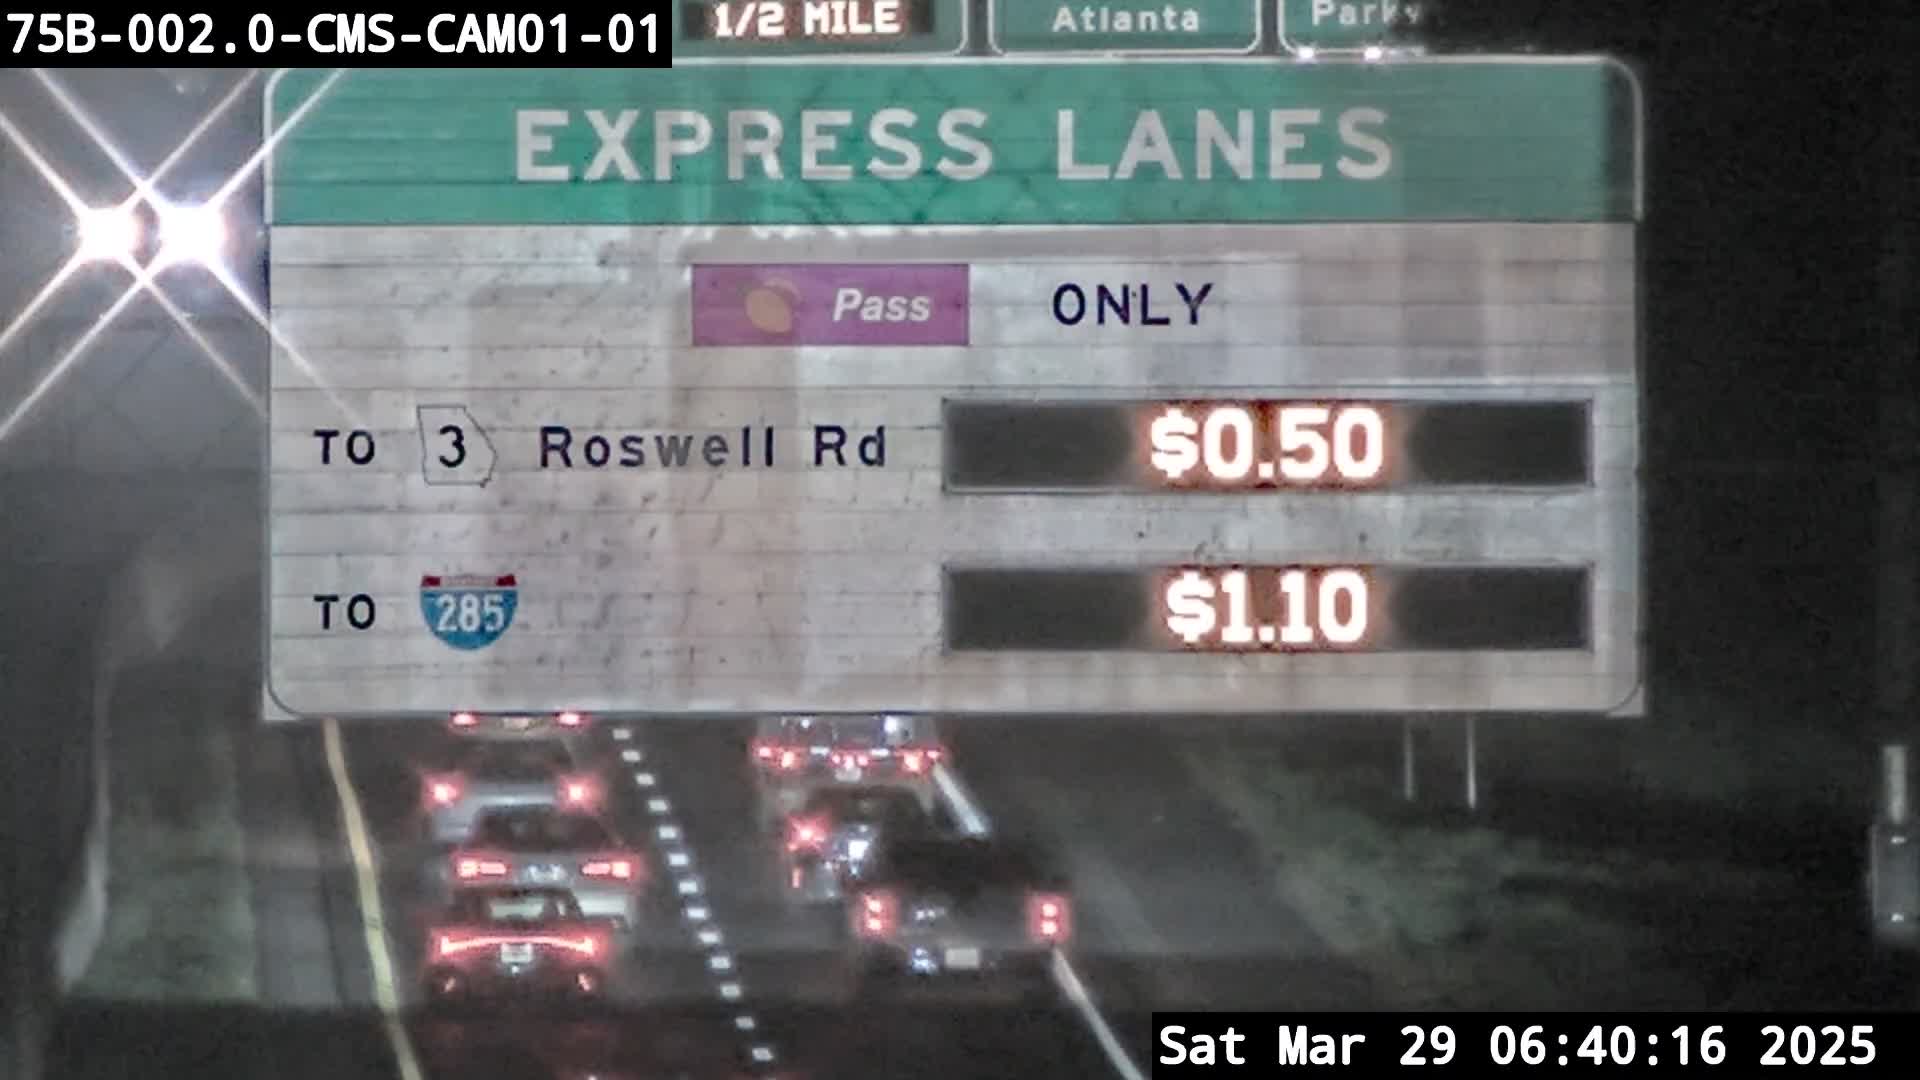 75B-002.0-CMS-CAM01-01
1/2 MILE
Atlanta
EXPRESS LANES
Pass ONLY
TO 3 Roswell Rd $0.50
TO 285 $1.10
Sat Mar 29 06:40:16 2025